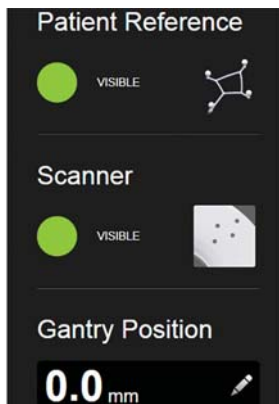 Patient Reference
VISIBLE
Scanner
VISIBLE
Gantry Position
0.0 mm